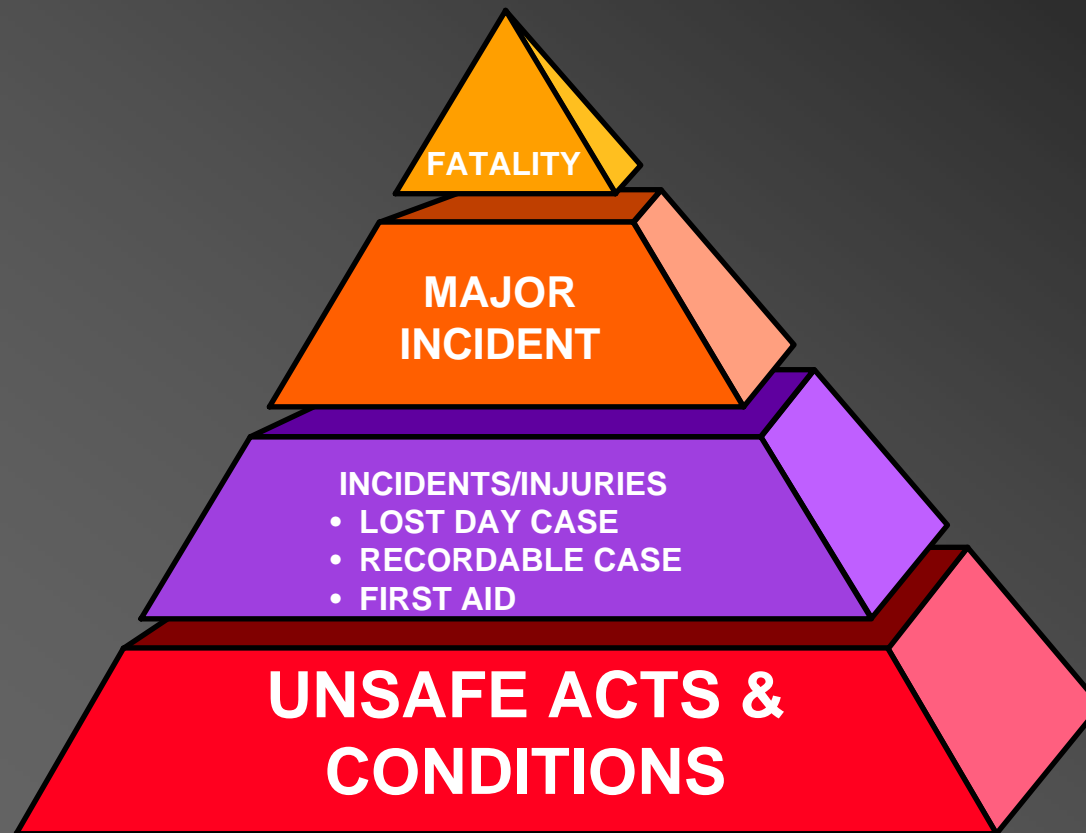 FATALITY
MAJOR
INCIDENT
INCIDENTS/INJURIES
• LOST DAY CASE
• RECORDABLE CASE
• FIRST AID
UNSAFE ACTS &
CONDITIONS